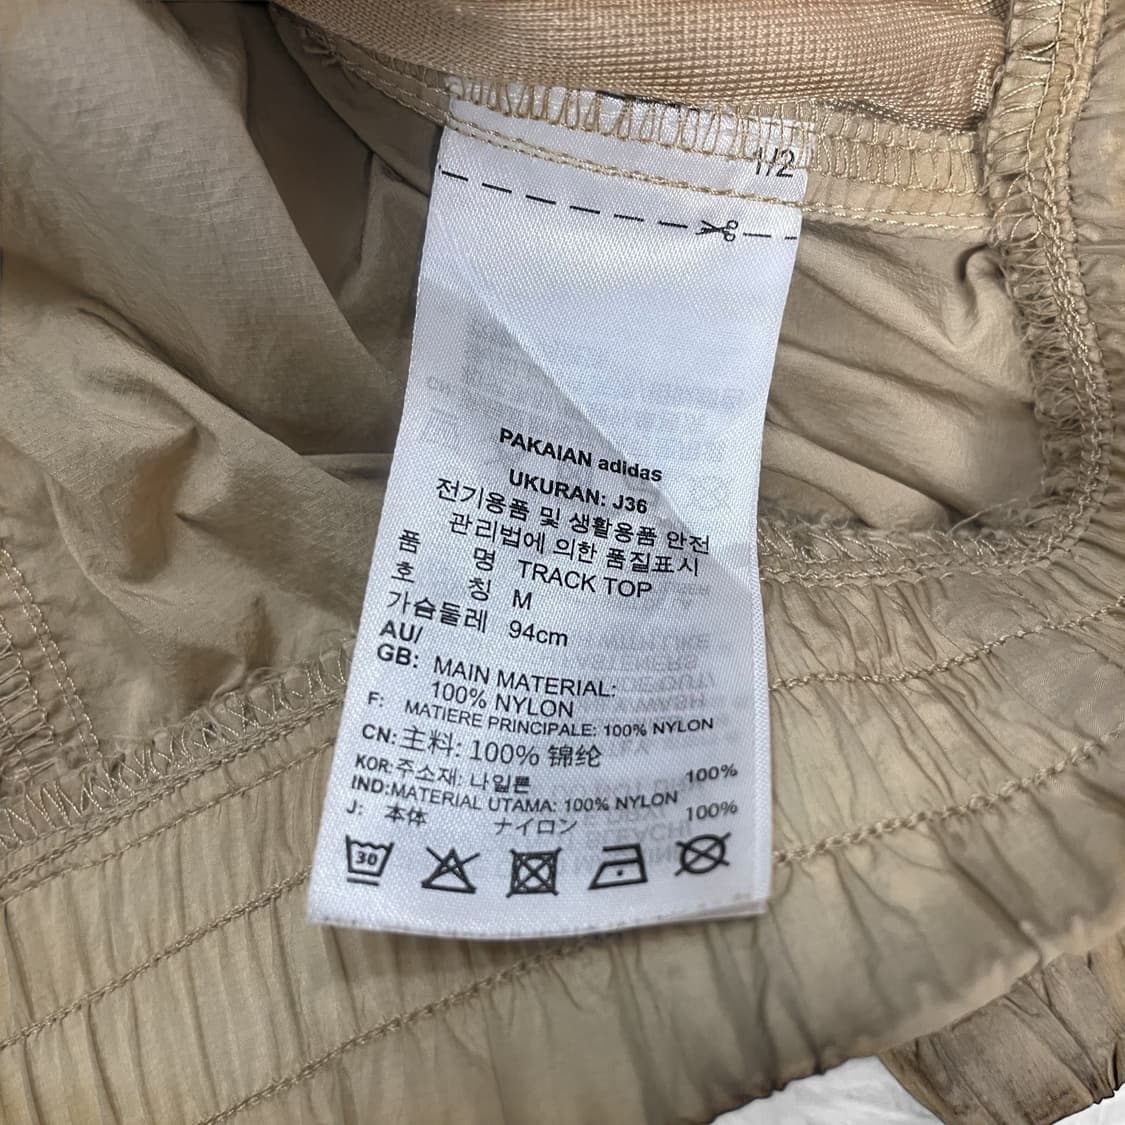 1/2
PAKAIAN adidas
UKURAN: J36
전기용품 및 생활용품 안전
관리법에 의한 품질표시
품 명 TRACK TOP
호 칭 M
가슴둘레 94cm
AU/
GB: MAIN MATERIAL:
100% NYLON
F: MATIERE PRINCIPALE: 100% NYLON
CN: 主料: 100% 锦纶
KOR: 주소재: 나일론 100%
IND: MATERIAL UTAMA: 100% NYLON
J: 本体 ナイロン 100%
30